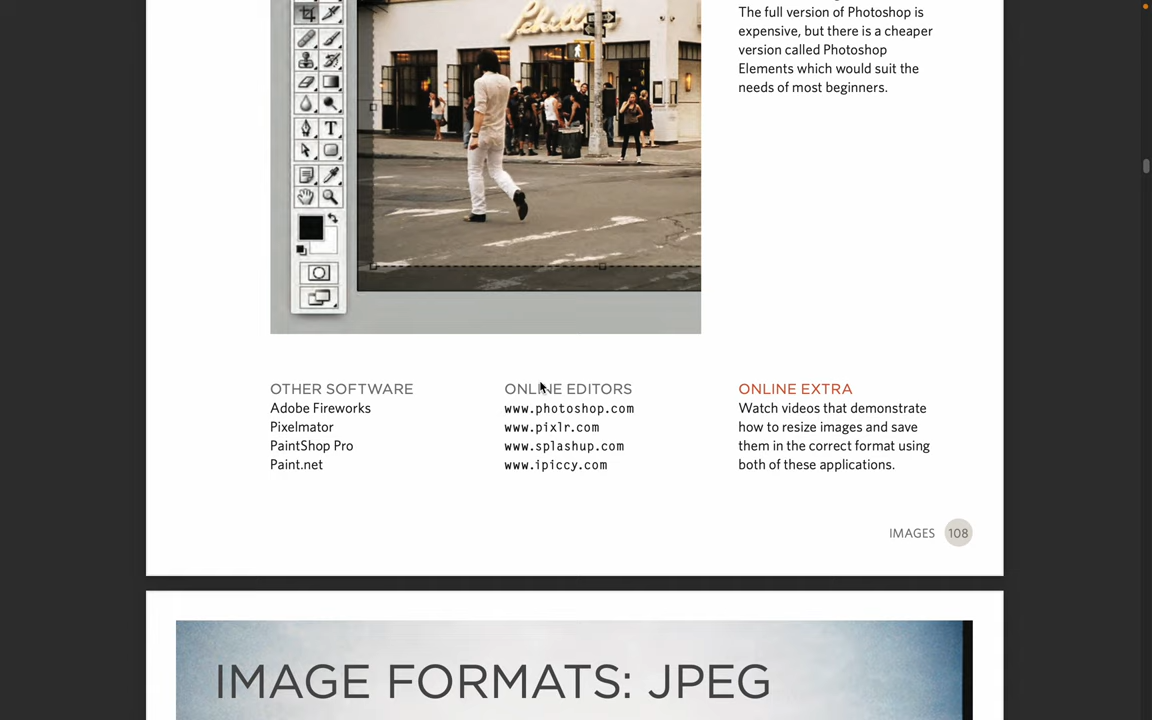 The full version of Photoshop is
expensive, but there is a cheaper
version called Photoshop
Elements which would suit the
needs of most beginners.
T
OTHER SOFTWARE
Adobe Fireworks
Pixelmator
PaintShop Pro
Paint.net
ONLINE EDITORS
www.photoshop.com
www.pixlr.com
www.splashup.com
www.ipiccy.com
ONLINE EXTRA
Watch videos that demonstrate
how to resize images and save
them in the correct format using
both of these applications.
IMAGES 108
IMAGE FORMATS: JPEG